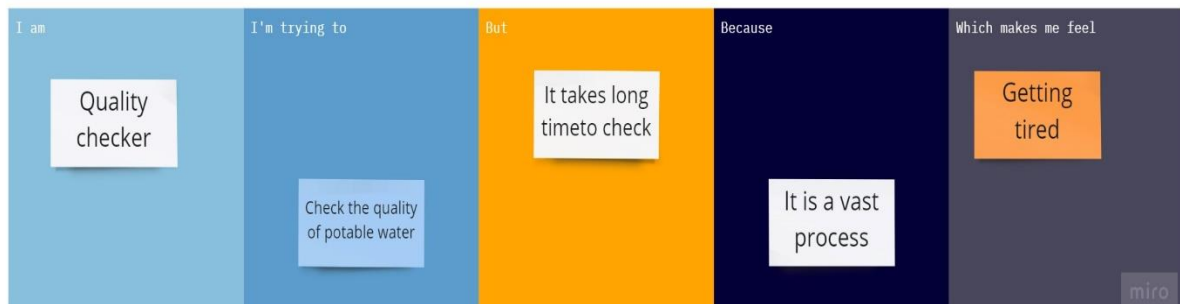 I am
Quality
checker
I'm trying to
Check the quality
of potable water
But
It takes long
timeto check
Because
It is a vast
process
Which makes me feel
Getting
tired
miro